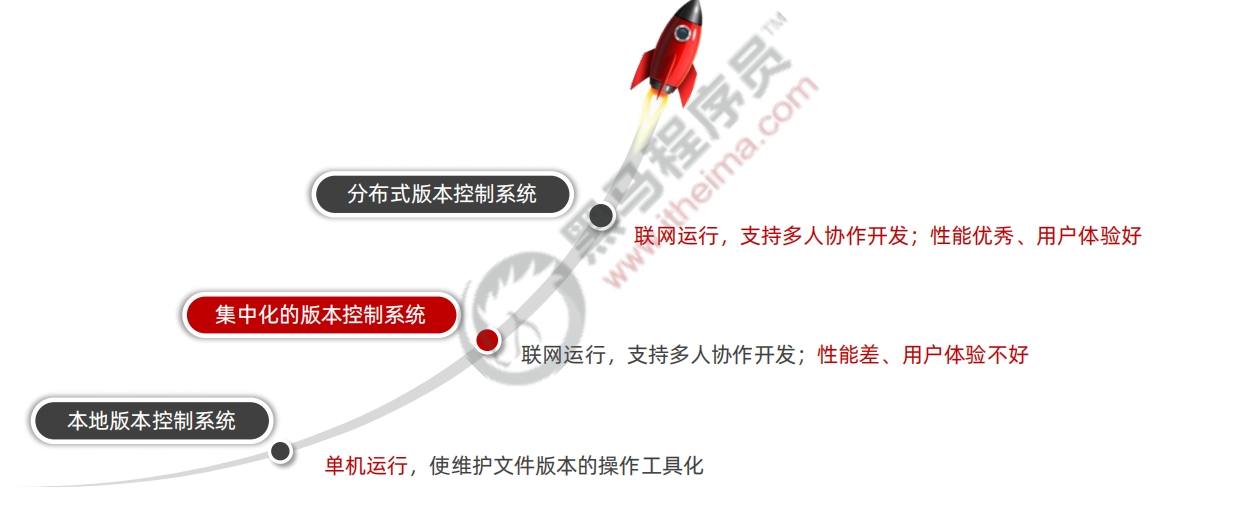 黑马程序员™
www.itheima.com
分布式版本控制系统
联网运行，支持多人协作开发；性能优秀、用户体验好
集中化的版本控制系统
联网运行，支持多人协作开发；性能差、用户体验不好
本地版本控制系统
单机运行，使维护文件版本的操作工具化